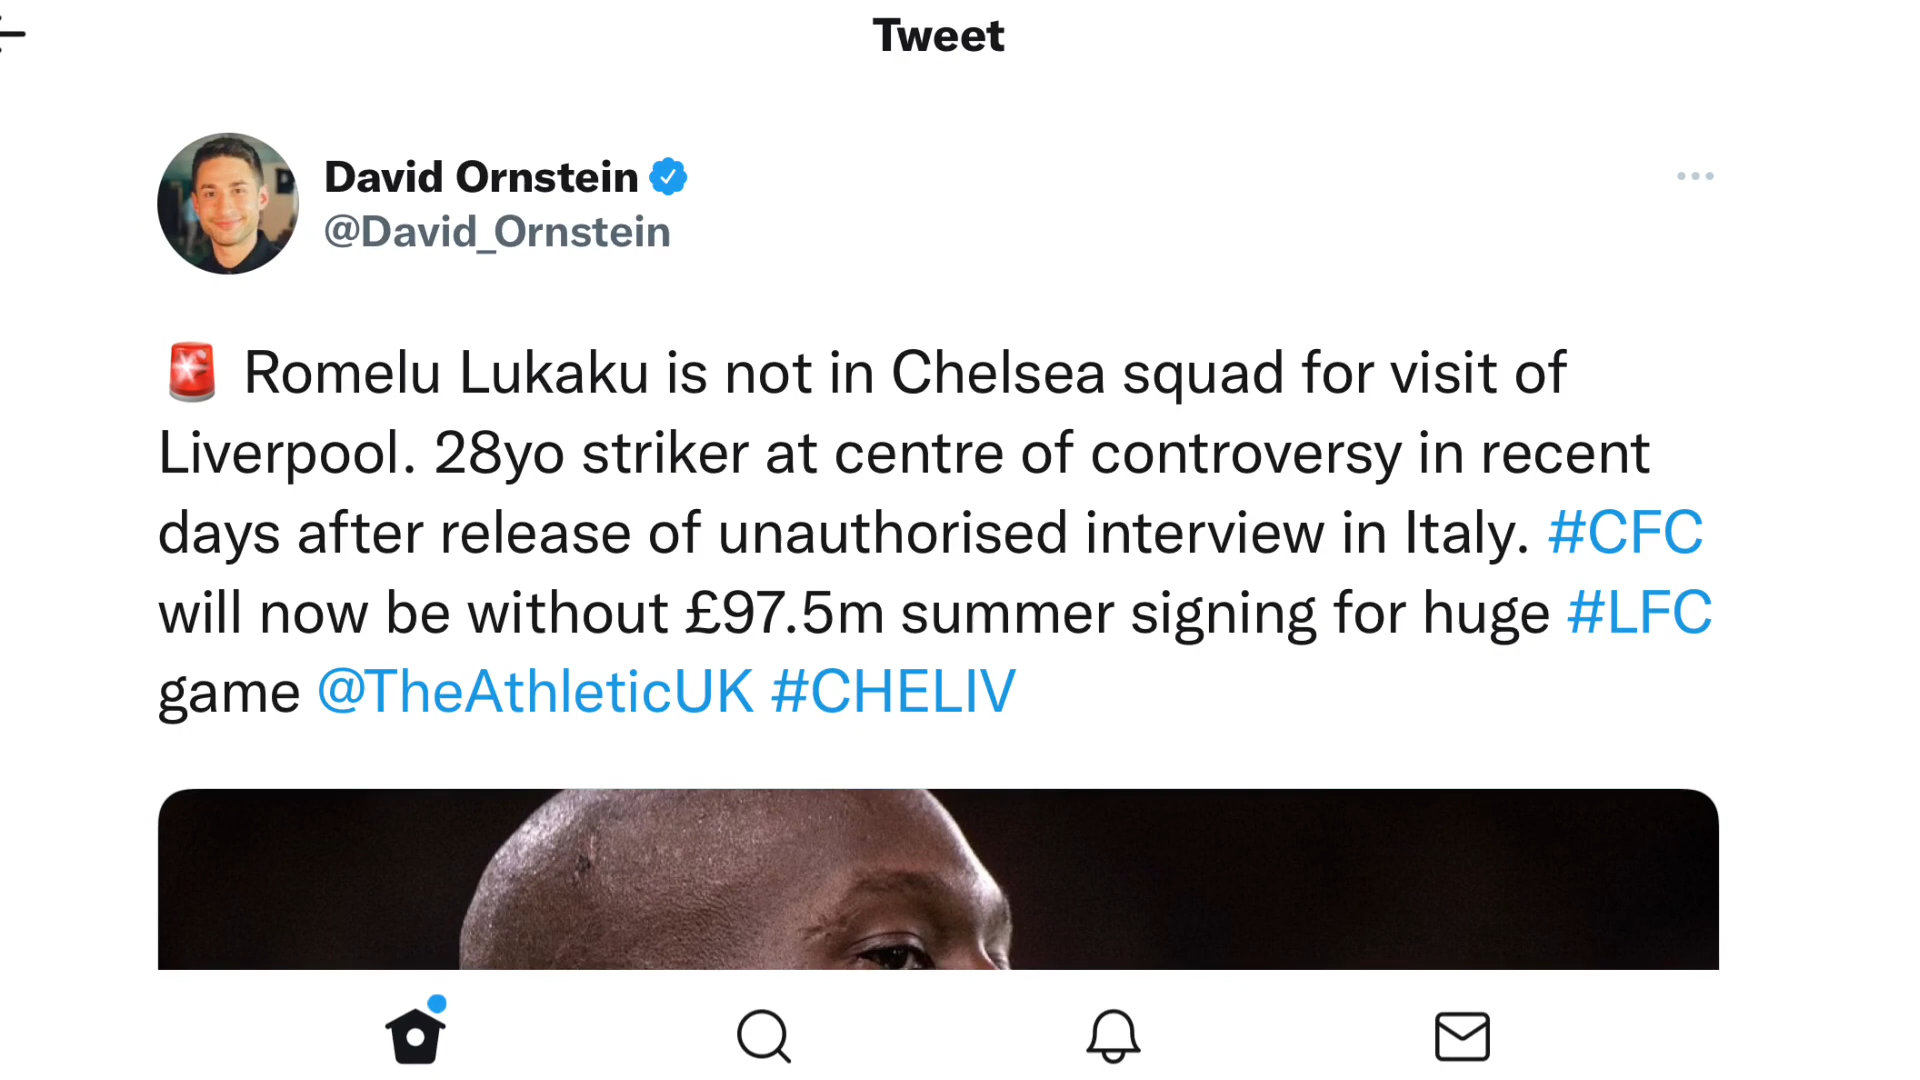 Tweet
David Ornstein
@David_Ornstein
🚨 Romelu Lukaku is not in Chelsea squad for visit of
Liverpool. 28yo striker at centre of controversy in recent
days after release of unauthorised interview in Italy. #CFC
will now be without £97.5m summer signing for huge #LFC
game @TheAthleticUK #CHELIV